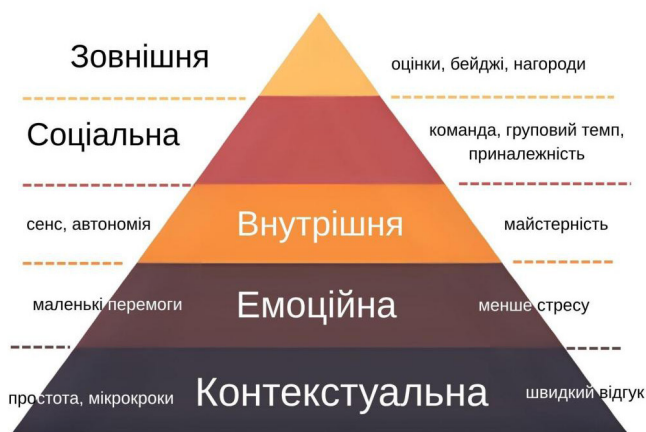 Зовнішня
оцінки, бейджі, нагороди
Соціальна
команда, груповий темп,
приналежність
сенс, автономія
Внутрішня
майстерність
маленькі перемоги
Емоційна
менше стресу
простота, мікрокроки
Контекстуальна
швидкий відгук